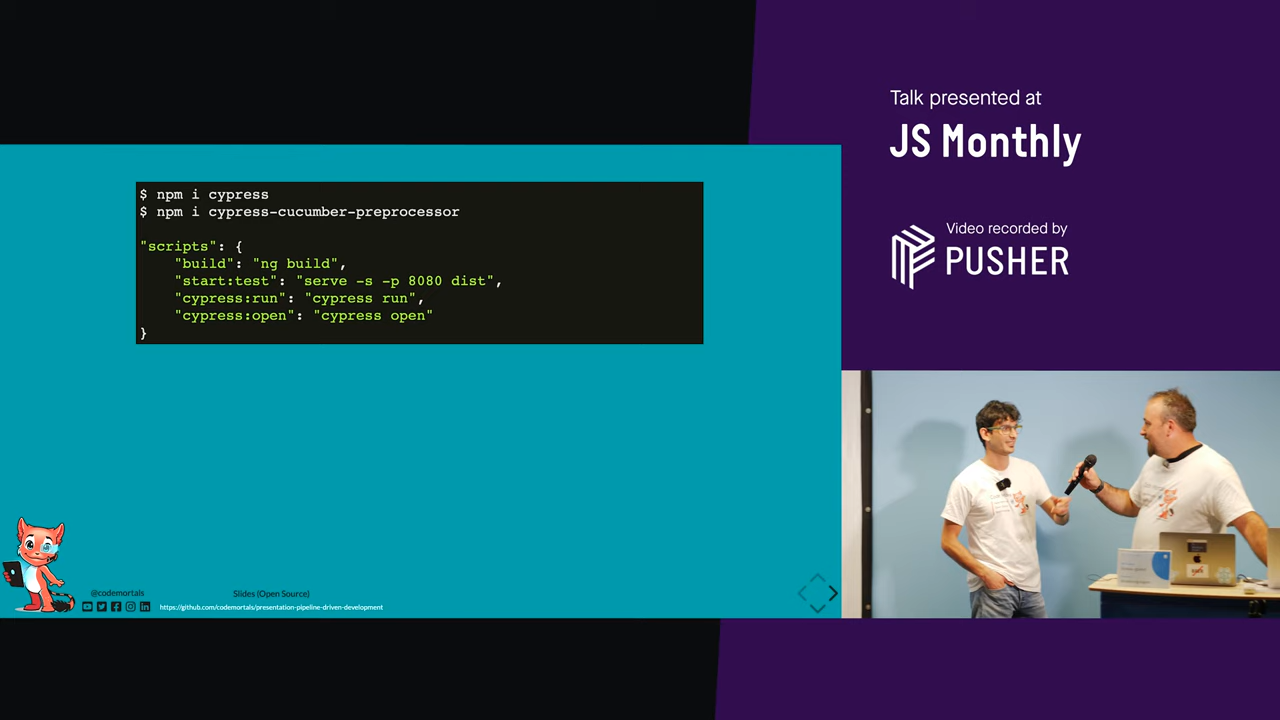 $ npm i cypress
$ npm i cypress-cucumber-preprocessor
"scripts": {
"build": "ng build",
"start:test": "serve -s -p 8080 dist",
"cypress:run": "cypress run",
"cypress:open": "cypress open"
}
@codemortals
Slides (Open Source)
https://github.com/codemortals/presentation-pipeline-driven-development
Talk presented at
JS Monthly
Video recorded by
PUSHER